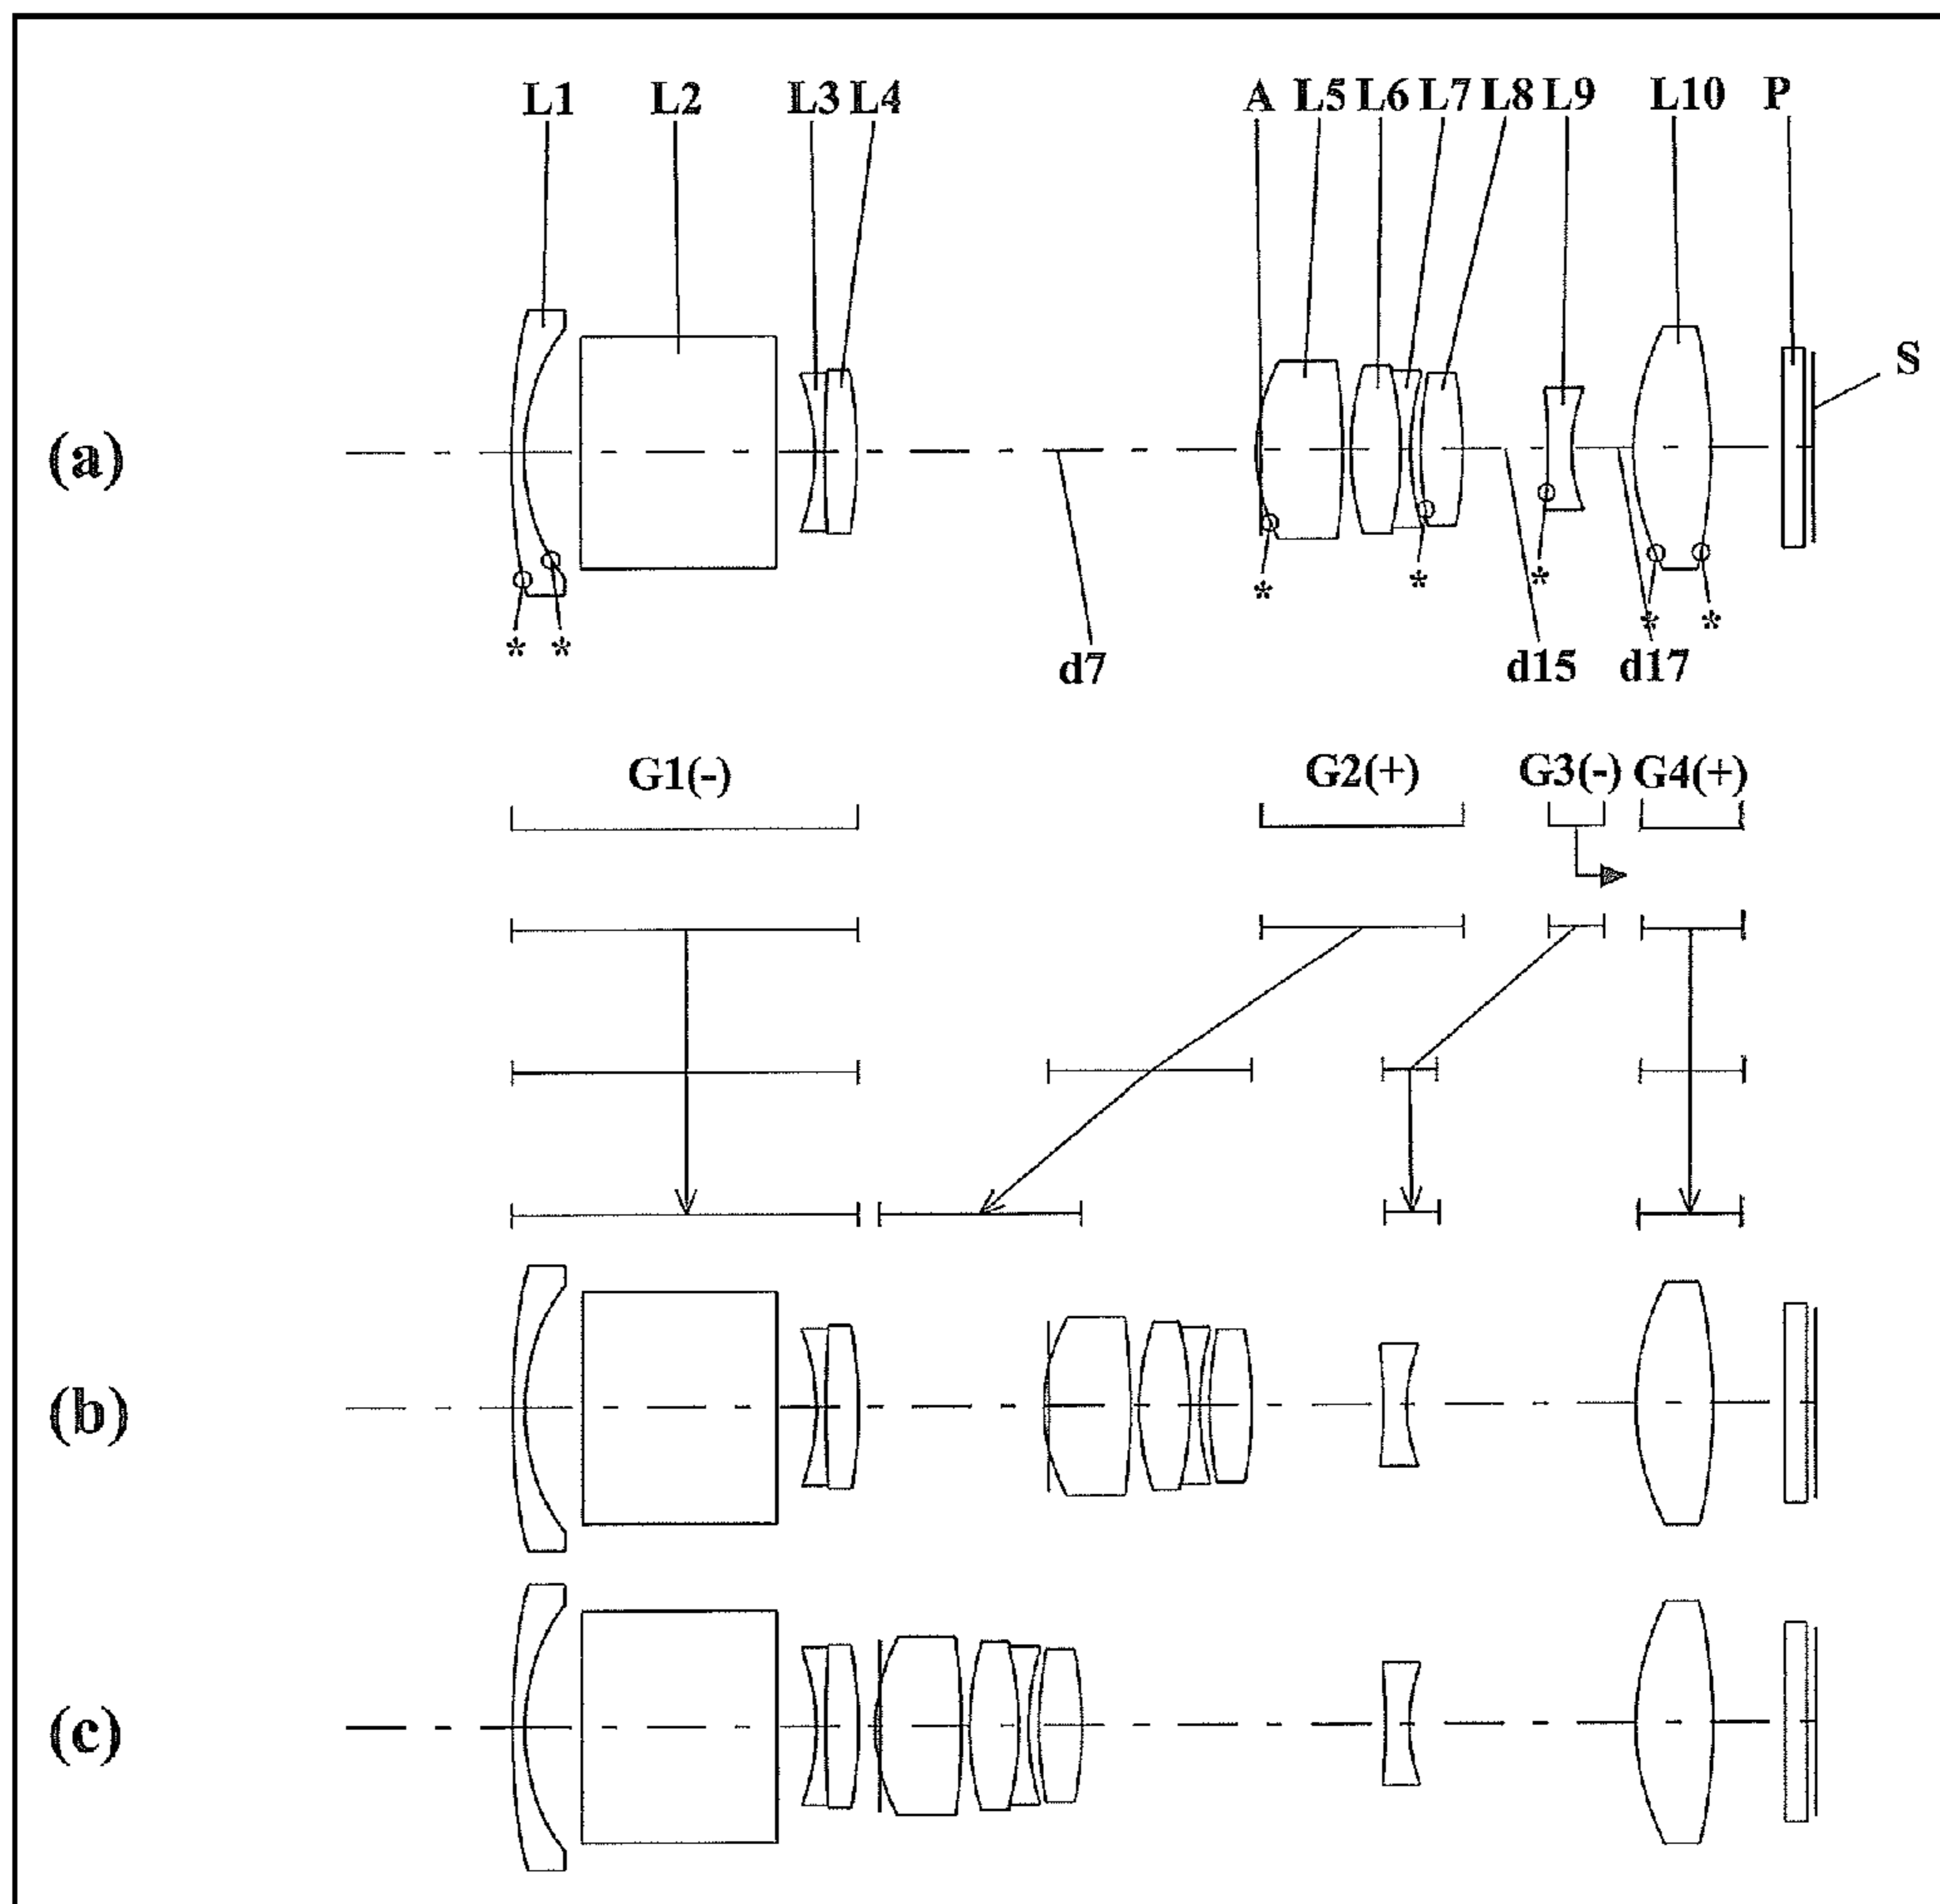 L1 L2 L3 L4 A L5 L6 L7 L8 L9 L10 P
S
(a)
* * * * * * *
d7 d15 d17
G1(-) G2(+) G3(-) G4(+)
(b)
(c)